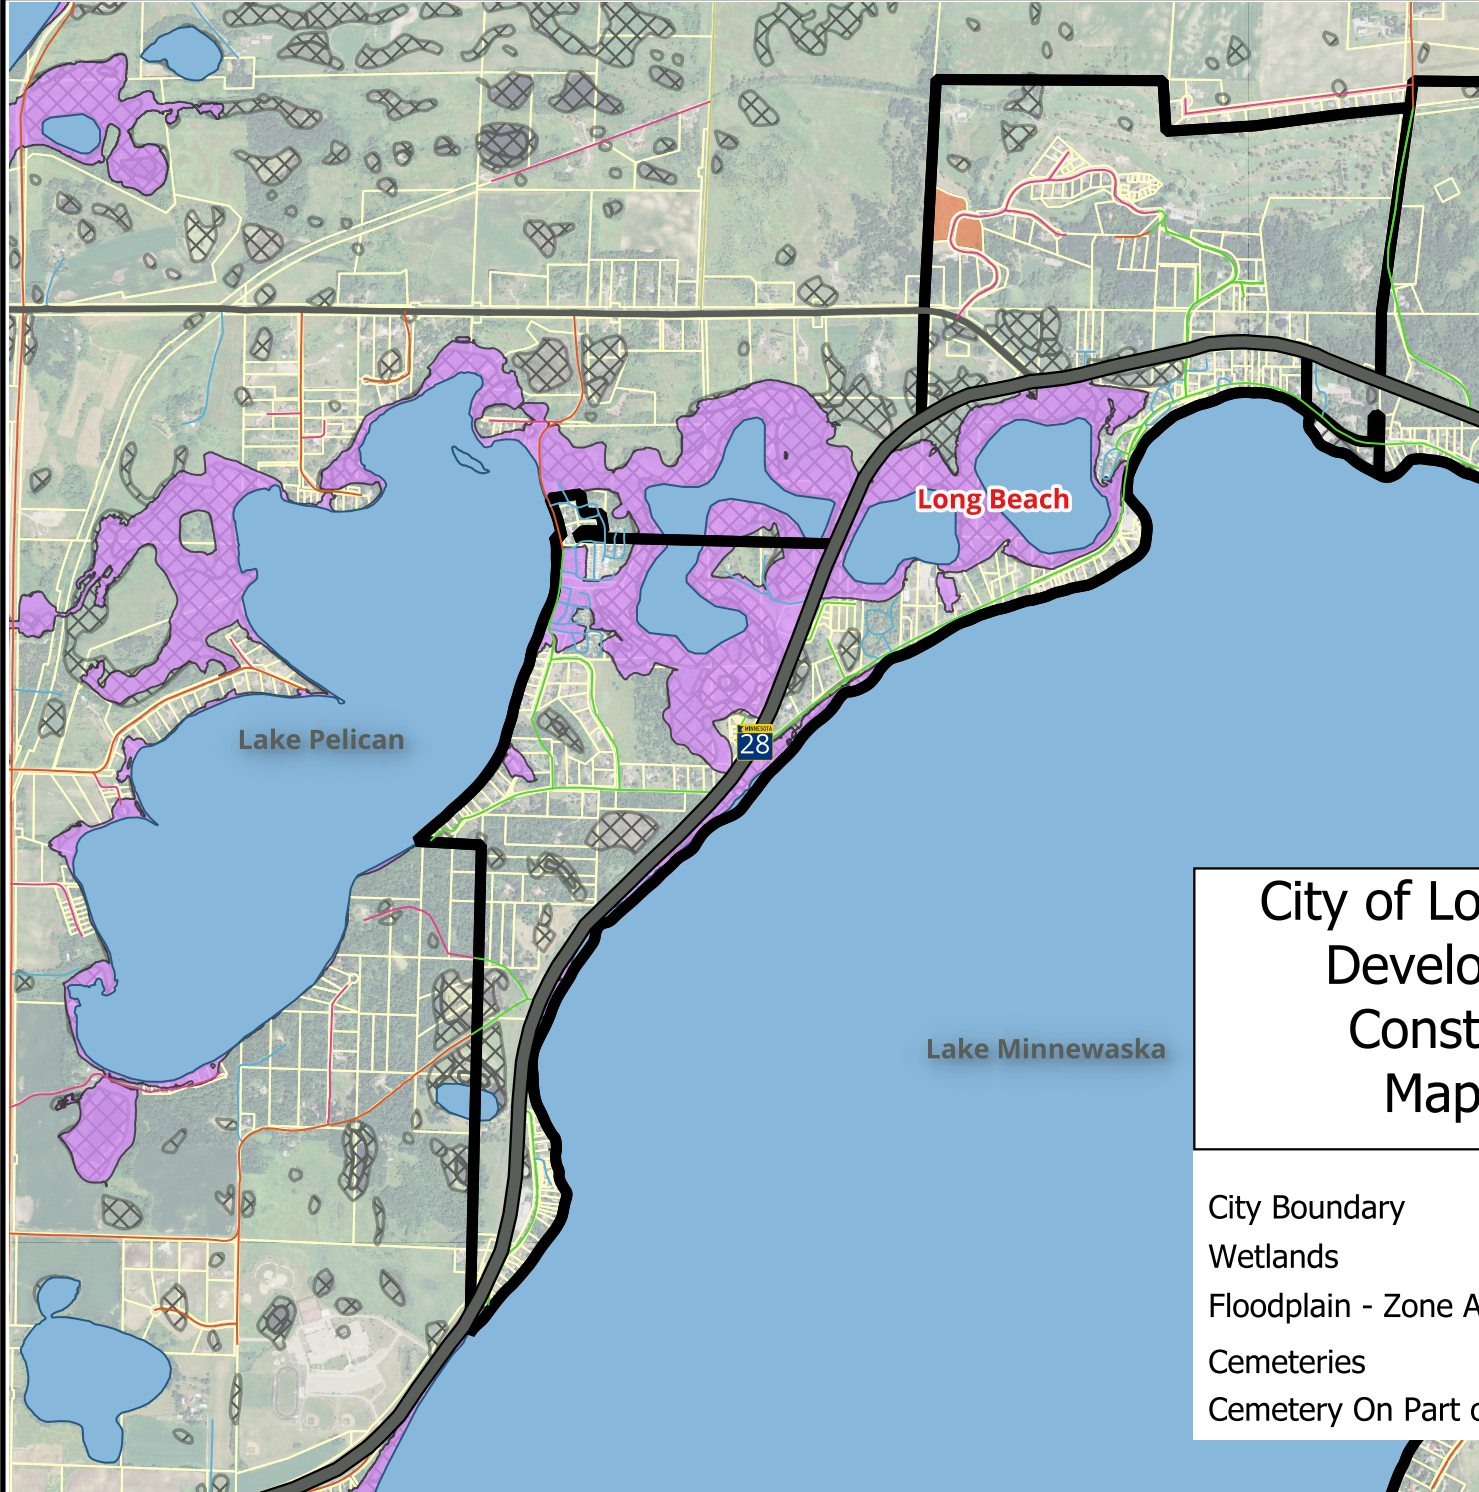 Long Beach
Lake Pelican
MINNESOTA
28
Lake Minnewaska
City of Lo
Develo
Const
Map
City Boundary
Wetlands
Floodplain - Zone A
Cemeteries
Cemetery On Part o